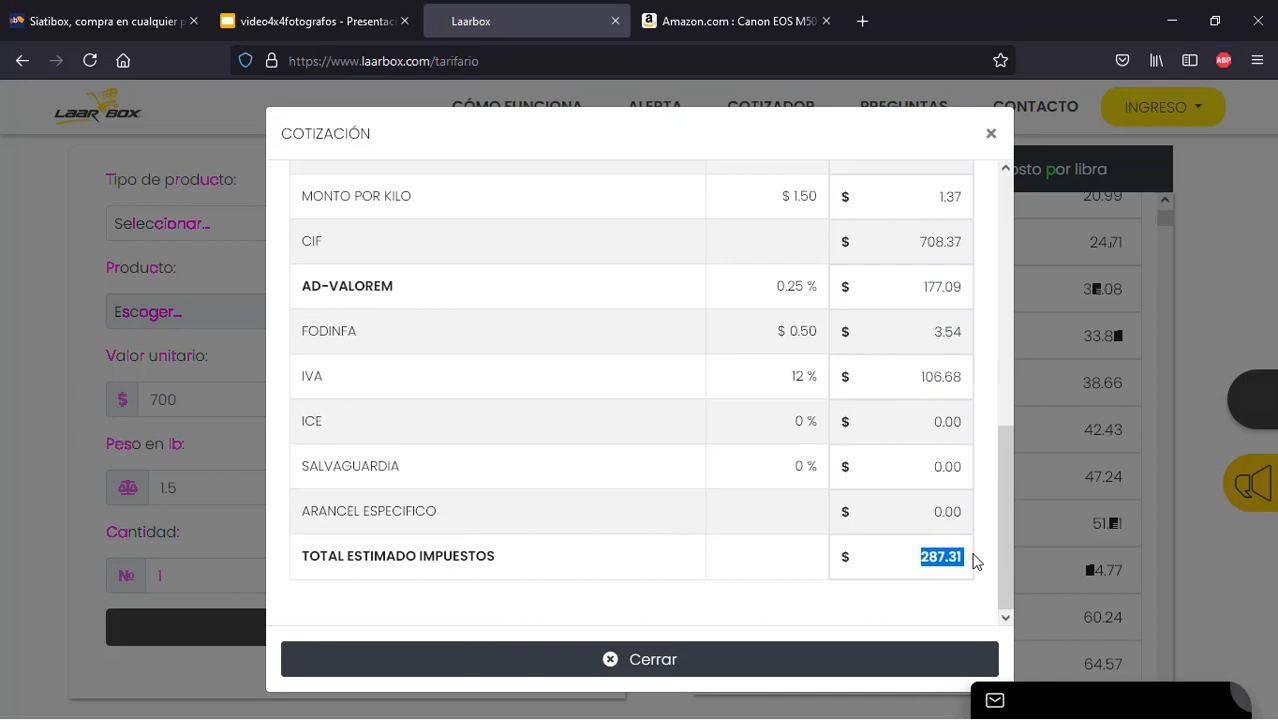 Siatibox, compra en cualquier p
video4x4fotografos - Presentaci
Laarbox
Amazon.com : Canon EOS M50
https://www.laarbox.com/tarifario
ABP
LAAR BOX
CÓMO FUNCIONA
ALERTA
COTIZADOR
PREGUNTAS
CONTACTO
INGRESO
COTIZACIÓN
Tipo de producto:
Seleccionar...
Producto:
Escoger...
Valor unitario:
$ 700
Peso en lb:
1.5
Cantidad:
№ 1
MONTO POR KILO $ 1.50 $ 1.37
CIF $ 708.37
AD-VALOREM 0.25 % $ 177.09
FODINFA $ 0.50 $ 3.54
IVA 12 % $ 106.68
ICE 0 % $ 0.00
SALVAGUARDIA 0 % $ 0.00
ARANCEL ESPECIFICO $ 0.00
TOTAL ESTIMADO IMPUESTOS $ 287.31
Cerrar
osto por libra
20.99
24.71
38.66
42.43
47.24
60.24
64.57